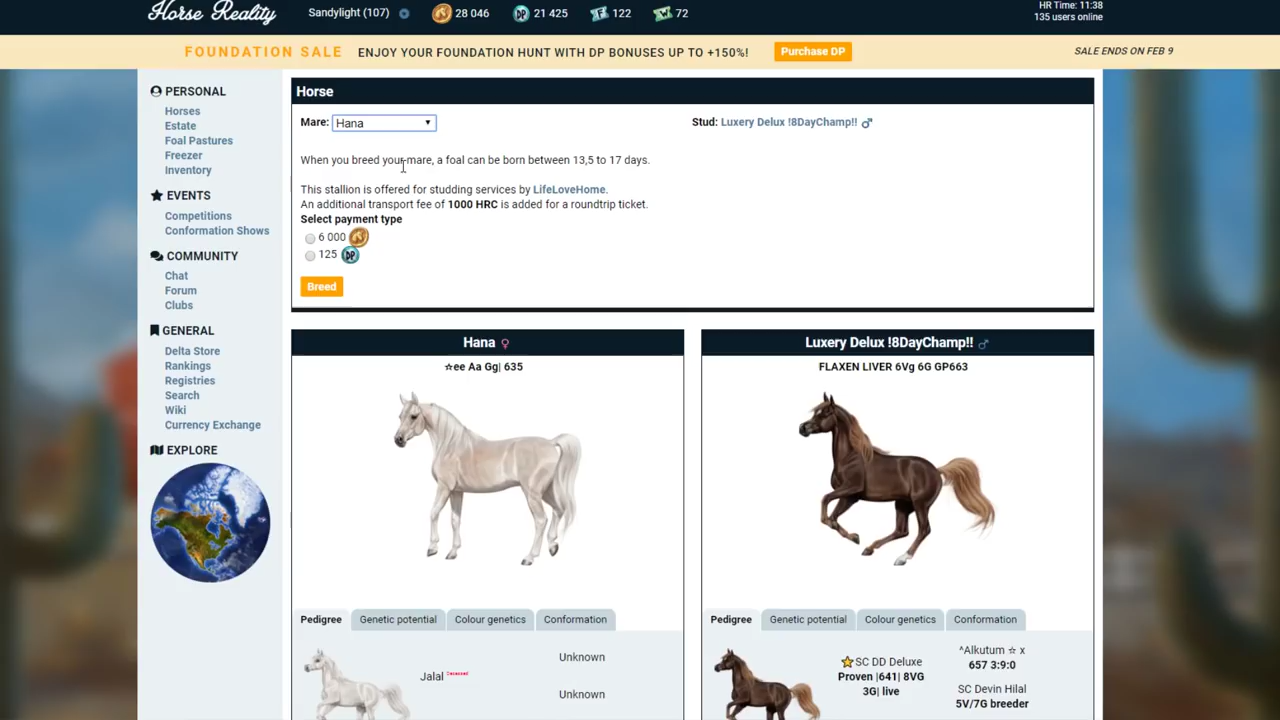 Horse Reality
Sandylight (107)
28 046
DP 21 425
122
72
HR Time: 11:38
135 users online
FOUNDATION SALE
ENJOY YOUR FOUNDATION HUNT WITH DP BONUSES UP TO +150%!
Purchase DP
SALE ENDS ON FEB 9
PERSONAL
Horses
Estate
Foal Pastures
Freezer
Inventory
EVENTS
Competitions
Conformation Shows
COMMUNITY
Chat
Forum
Clubs
GENERAL
Delta Store
Rankings
Registries
Search
Wiki
Currency Exchange
EXPLORE
Horse
Mare: Hana
Stud: Luxery Delux !8DayChamp!! ♂
When you breed your mare, a foal can be born between 13,5 to 17 days.
This stallion is offered for studding services by LifeLoveHome.
An additional transport fee of 1000 HRC is added for a roundtrip ticket.
Select payment type
6 000
125 DP
Breed
Hana ♀
☆ee Aa Gg| 635
Pedigree
Genetic potential
Colour genetics
Conformation
Jalal Deceased
Unknown
Unknown
Luxery Delux !8DayChamp!! ♂
FLAXEN LIVER 6Vg 6G GP663
Pedigree
Genetic potential
Colour genetics
Conformation
SC DD Deluxe
Proven |641| 8VG
3G| live
^Alkutum ☆ x
657 3:9:0
SC Devin Hilal
5V/7G breeder